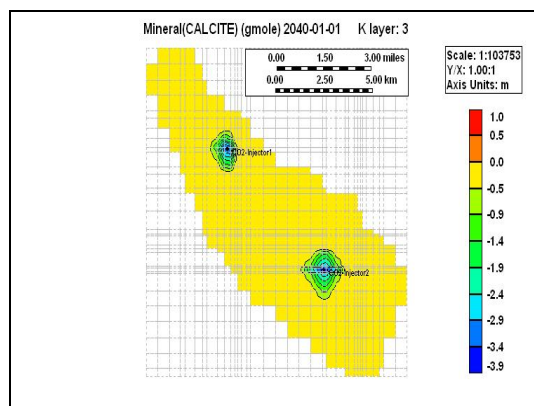 Mineral(CALCITE) (gmole) 2040-01-01 K layer: 3
0.00 1.50 3.00 miles
0.00 2.50 5.00 km
Scale: 1:103753
Y/X: 1.00:1
Axis Units: m
CO2-Injector1
CO2-Injector2
1.0
0.5
0.0
-0.5
-0.9
-1.4
-1.9
-2.4
-2.9
-3.4
-3.9